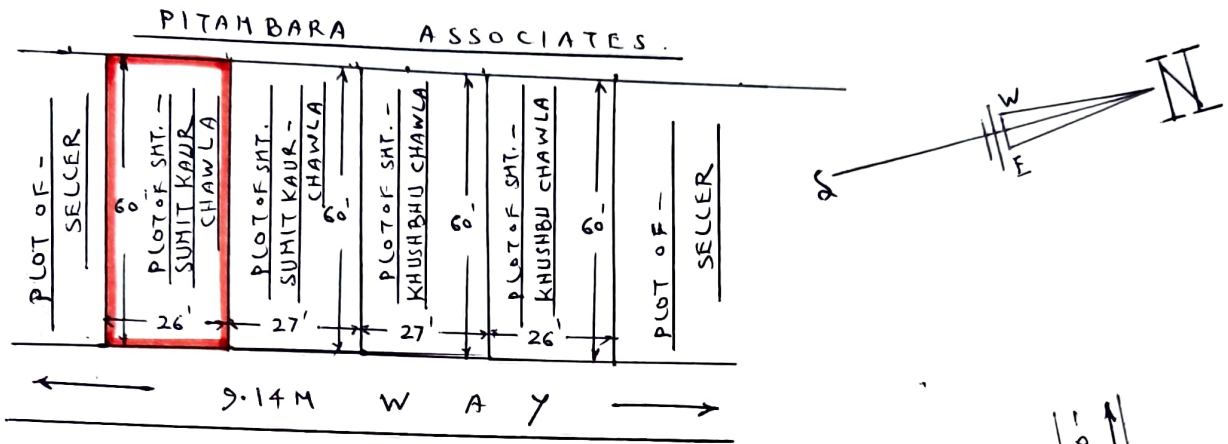 PITAMBARA ASSOCIATES.
PLOT OF -
SELLER
60'
PLOT OF SMT. -
SUMIT KAUR
CHAWLA
26'
PLOT OF SMT.
SUMIT KAUR -
CHAWLA
60'
27'
PLOT OF SMT. -
KHUSHBHU CHAWLA
60'
27'
PLOT OF SMT. -
KHUSHBU CHAWLA
60'
26'
PLOT OF -
SELLER
9.14M WAY
N
W
E
S